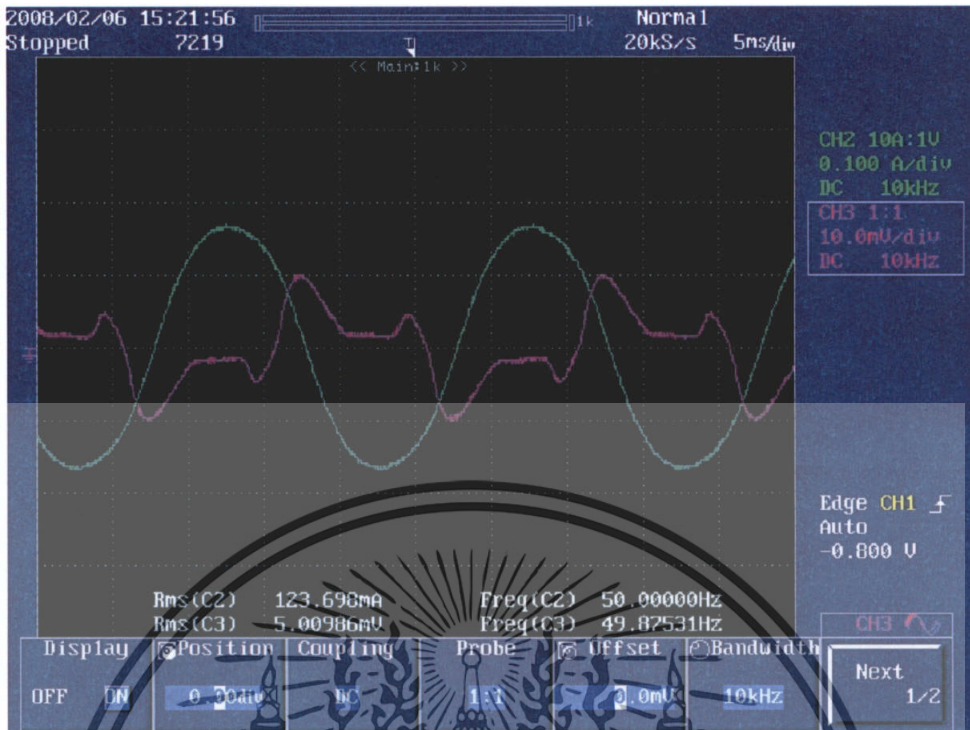 2008/02/06 15:21:56 1k Normal
Stopped 7219 T 20kS/s 5ms/div
<< Main:1k >>
CH2 10A:1V
0.100 A/div
DC 10kHz
CH3 1:1
10.0mV/div
DC 10kHz
Edge CH1
Auto
-0.800 V
Rms(C2) 123.698mA Freq(C2) 50.00000Hz
Rms(C3) 5.00986mV Freq(C3) 49.87531Hz
CH3
Display Position Coupling Probe Offset Bandwidth
Next
OFF ON 0.00div DC 1:1 0.0mV 10kHz 1/2